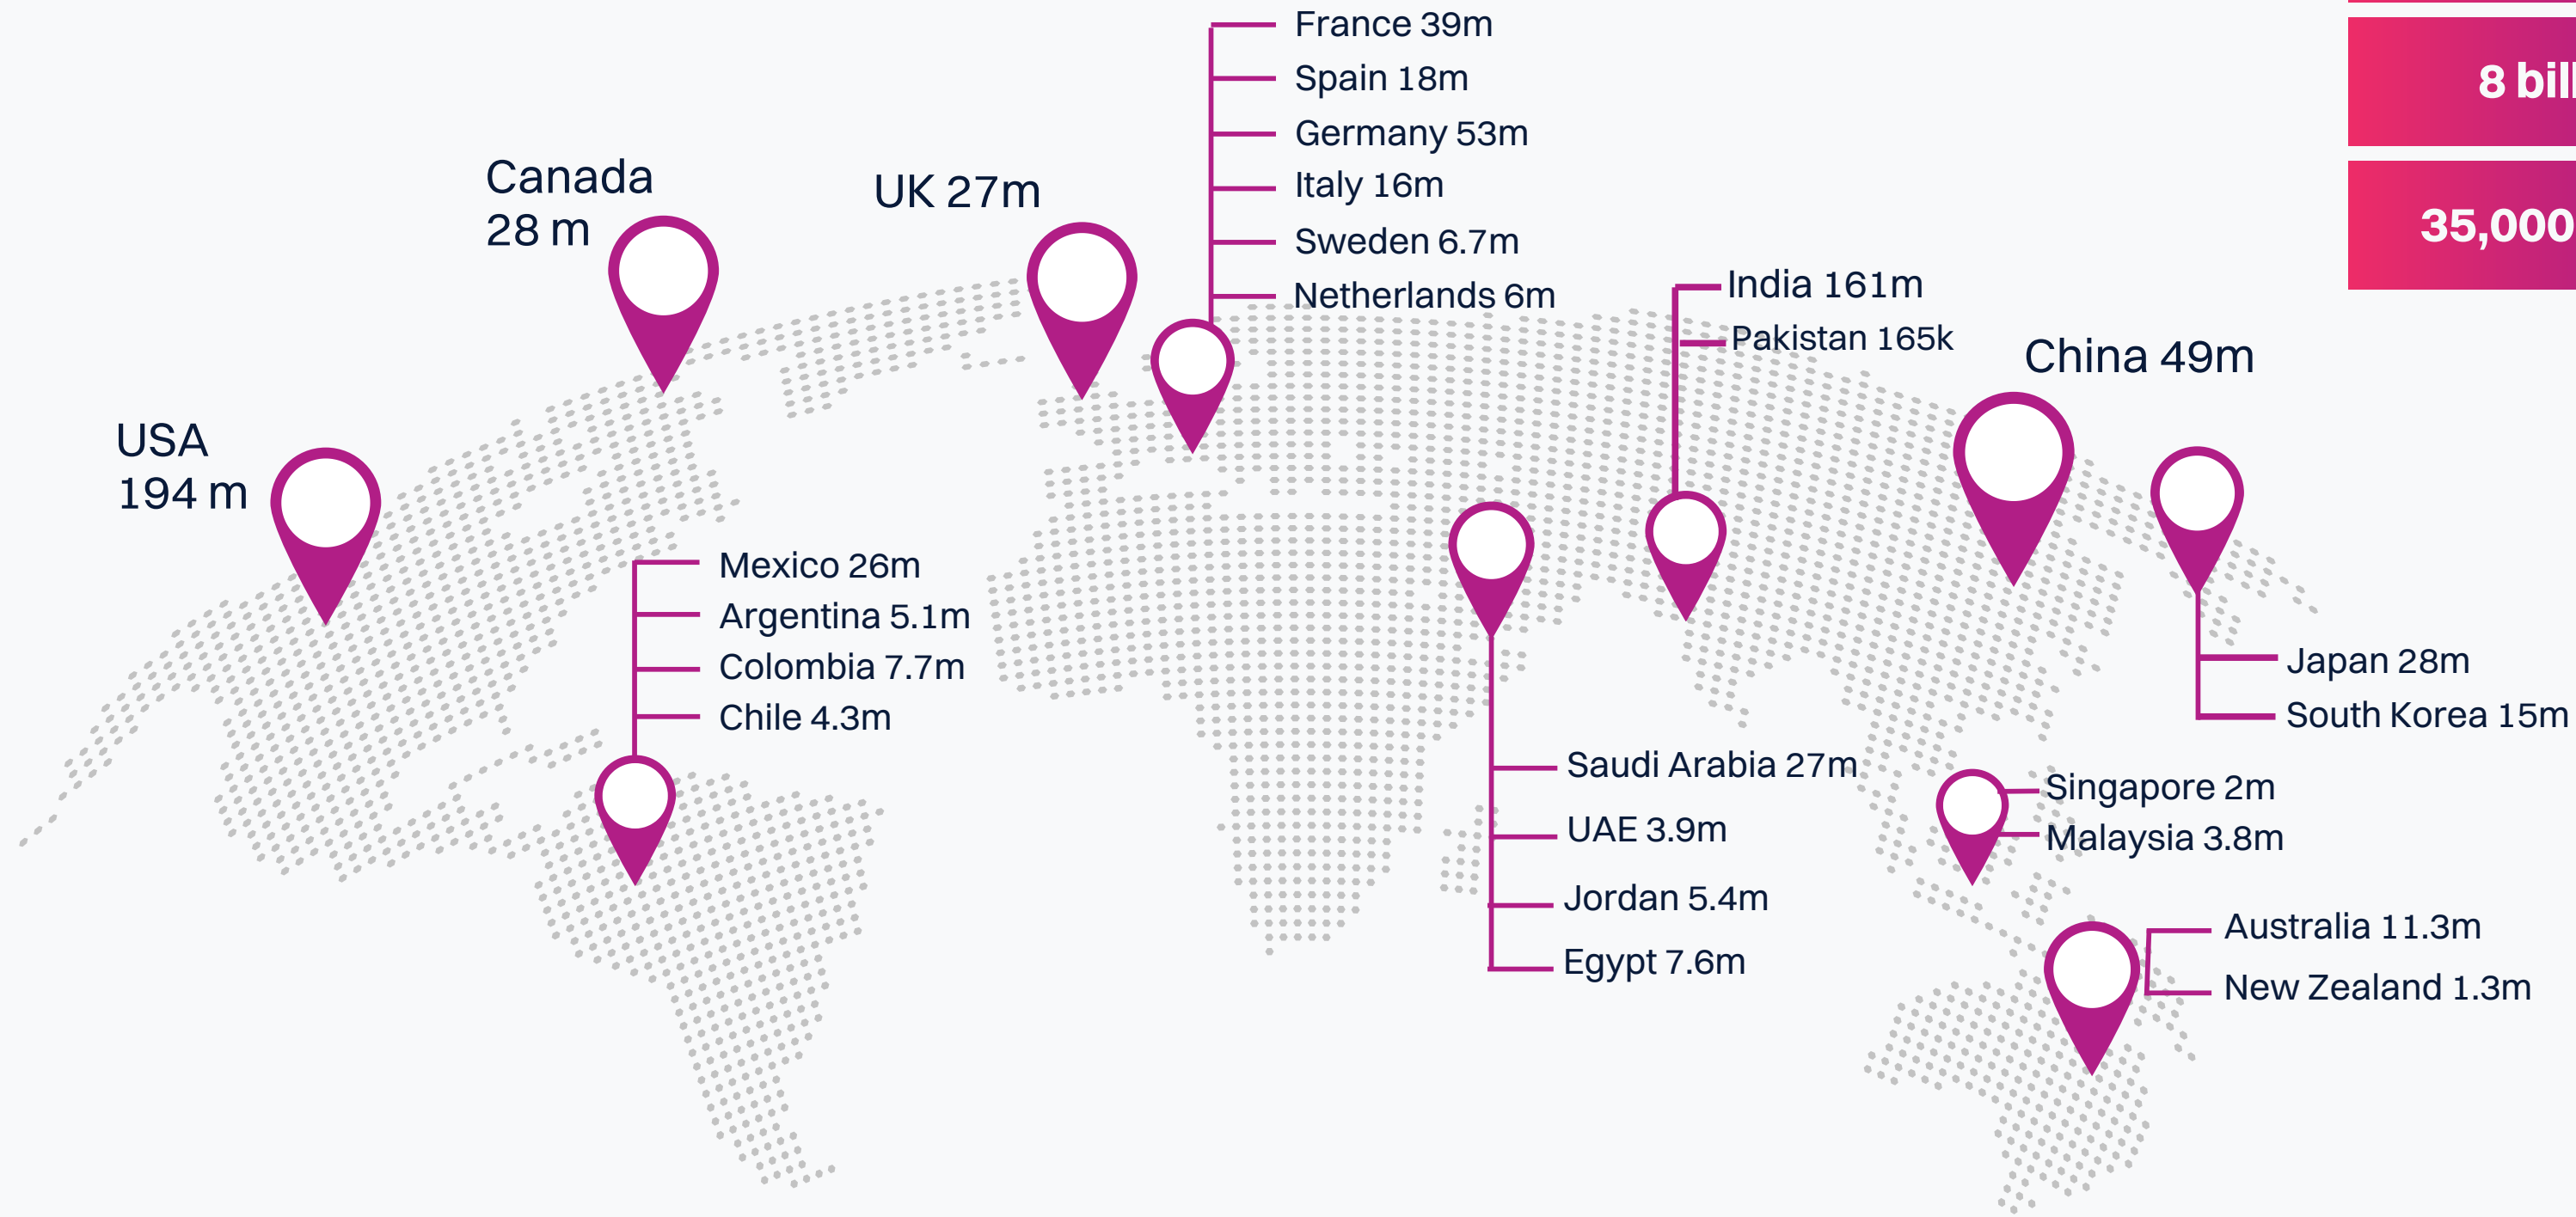 France 39m
Spain 18m
Germany 53m
Italy 16m
Sweden 6.7m
Netherlands 6m
8
35,000
Canada
28 m
UK 27m
India 161m
Pakistan 165k
China 49m
USA
194 m
Mexico 26m
Argentina 5.1m
Colombia 7.7m
Chile 4.3m
Japan 28m
South Korea 15m
Saudi Arabia 27m
UAE 3.9m
Jordan 5.4m
Egypt 7.6m
Singapore 2m
Malaysia 3.8m
Australia 11.3m
New Zealand 1.3m